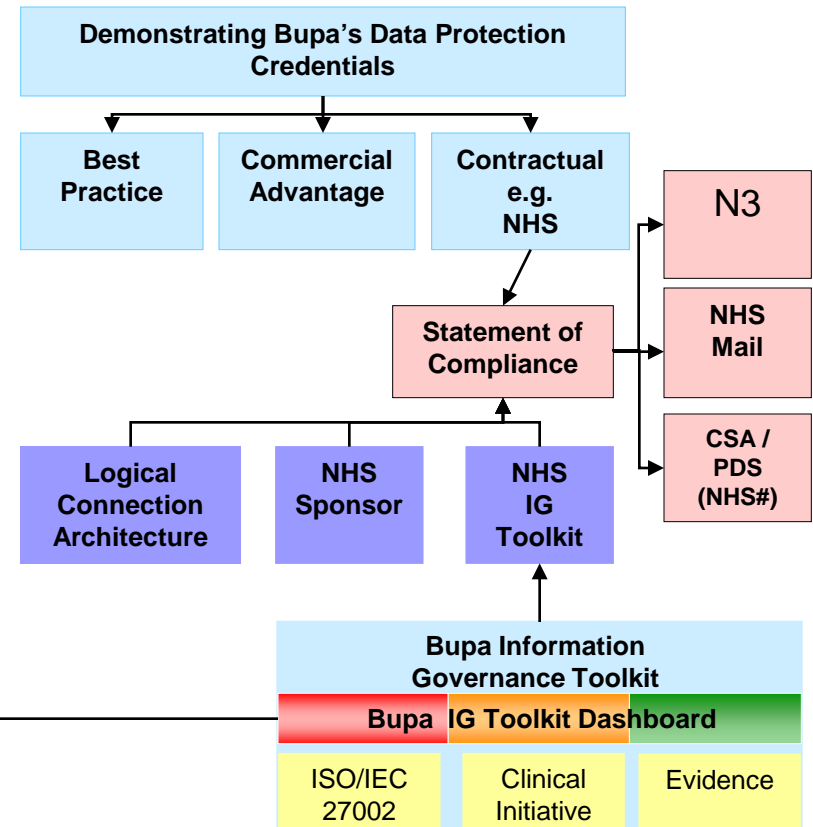 Demonstrating Bupa's Data Protection
Credentials
Best
Practice
Commercial
Advantage
Contractual
e.g.
NHS
N3
Statement of
Compliance
NHS
Mail
CSA /
PDS
(NHS#)
Logical
Connection
Architecture
NHS
Sponsor
NHS
IG
Toolkit
Bupa Information
Governance Toolkit
Bupa IG Toolkit Dashboard
ISO/IEC
27002
Clinical
Initiative
Evidence